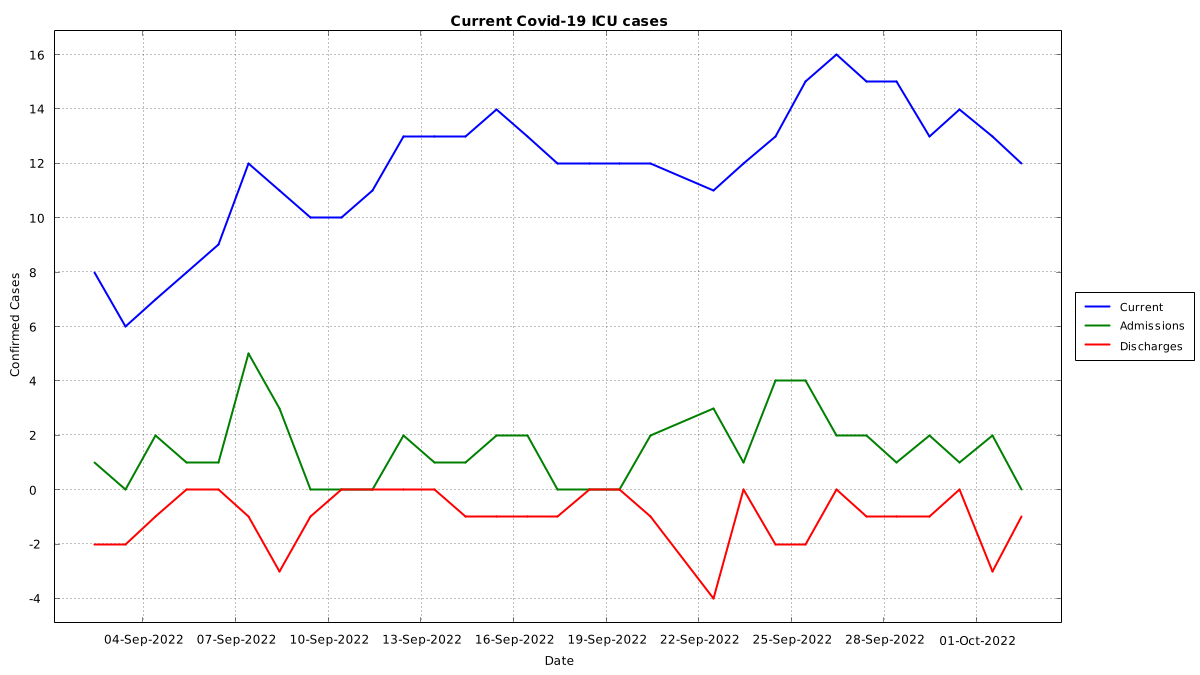 Current Covid-19 ICU cases
16
14
12
10
8
6
4
2
0
-2
-4
Confirmed Cases
04-Sep-2022 07-Sep-2022 10-Sep-2022 13-Sep-2022 16-Sep-2022 19-Sep-2022 22-Sep-2022 25-Sep-2022 28-Sep-2022 01-Oct-2022
Date
Current
Admissions
Discharges